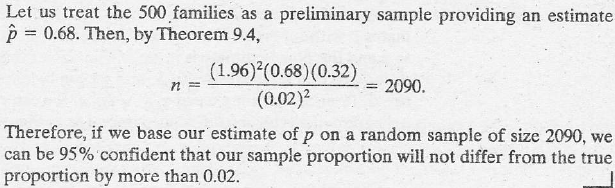 Let us treat the 500 families as a preliminary sample providing an estimate
p̂ = 0.68. Then, by Theorem 9.4,
n = (1.96)²(0.68)(0.32) / (0.02)² = 2090.
Therefore, if we base our estimate of p on a random sample of size 2090, we
can be 95% confident that our sample proportion will not differ from the true
proportion by more than 0.02.